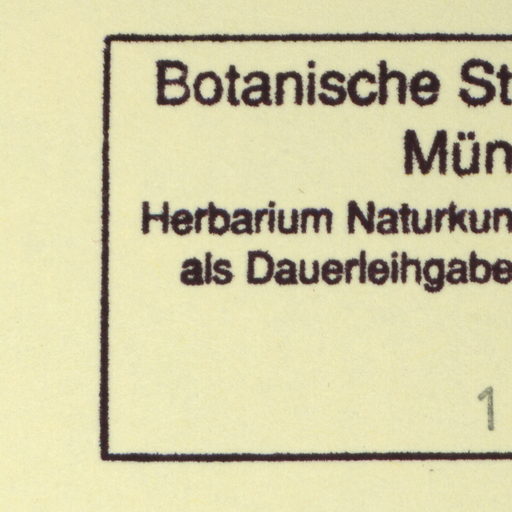 Botanische St
Mün
Herbarium Naturkun
als Dauerleihgabe
1